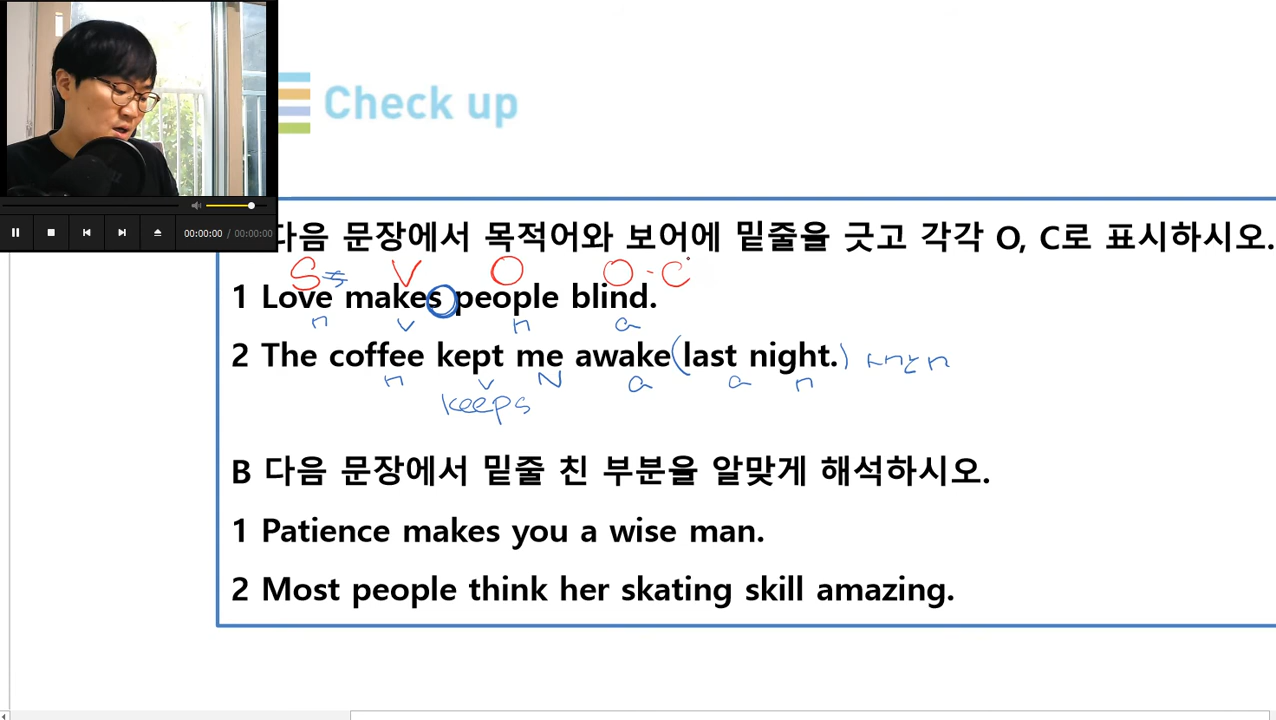 Check up
다음 문장에서 목적어와 보어에 밑줄을 긋고 각각 O, C로 표시하시오.
00:00:00 / 00:00:00
S V O O·C
1 Love makes people blind.
n v n a
2 The coffee kept me awake (last night.)
n v N a a n
keeps
B 다음 문장에서 밑줄 친 부분을 알맞게 해석하시오.
1 Patience makes you a wise man.
2 Most people think her skating skill amazing.